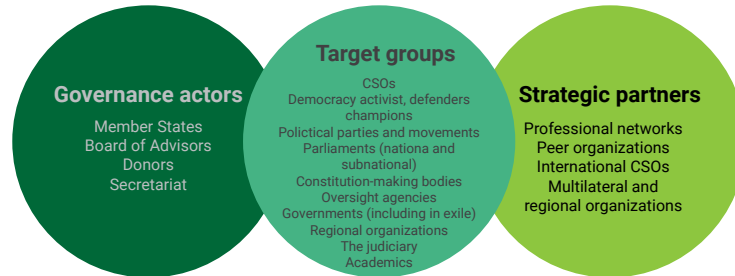 Governance actors
Member States
Board of Advisors
Donors
Secretariat
Target groups
CSOs
Democracy activist, defenders
champions
Polictical parties and movements
Parliaments (nationa and
subnational)
Constitution-making bodies
Oversight agencies
Governments (including in exile)
Regional organizations
The judiciary
Academics
Strategic partners
Professional networks
Peer organizations
International CSOs
Multilateral and
regional organizations